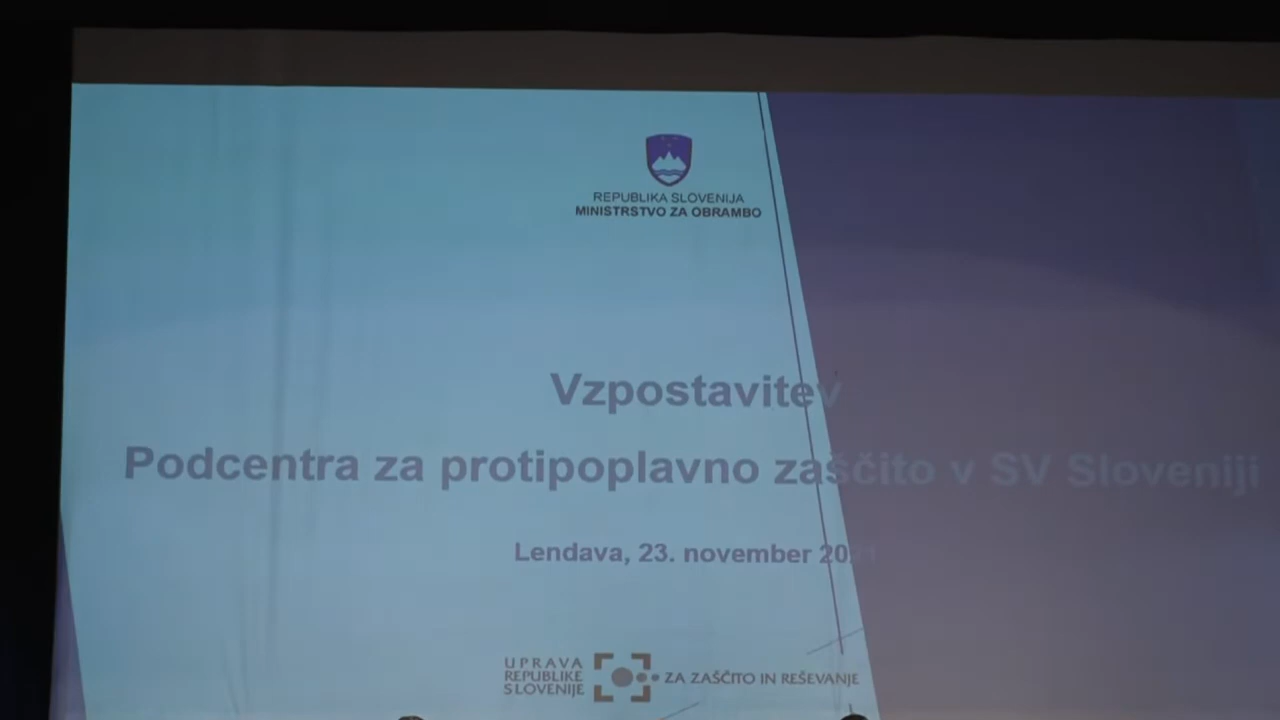 REPUBLIKA SLOVENIJA
MINISTRSTVO ZA OBRAMBO
Vzpostavitev
Podcentra za protipoplavno zaščito v SV Sloveniji
Lendava, 23. november
UPRAVA
REPUBLIKE
SLOVENIJE
ZA ZAŠČITO IN REŠEVANJE